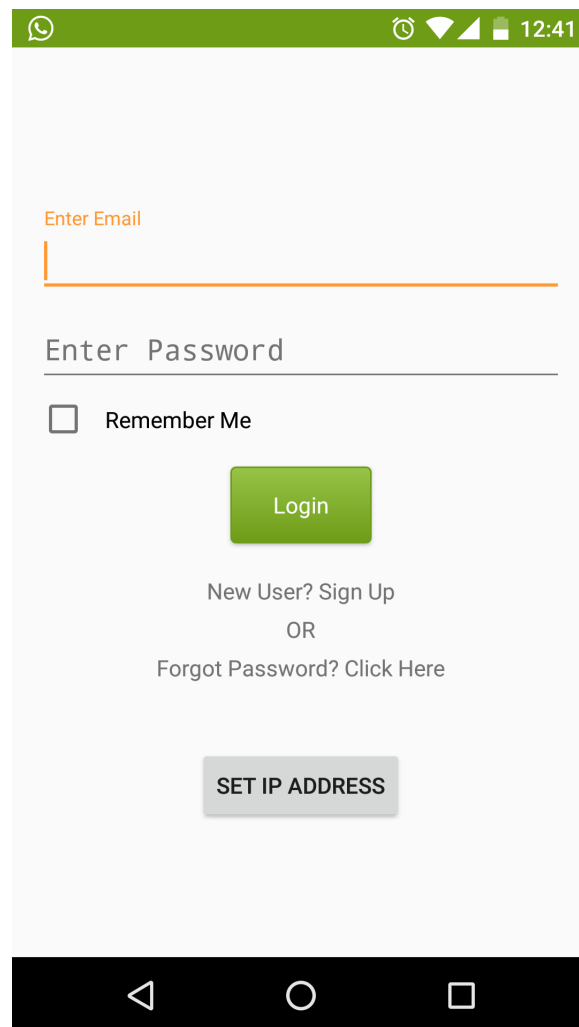 12:41
Enter Email
Enter Password
Remember Me
Login
New User? Sign Up
OR
Forgot Password? Click Here
SET IP ADDRESS